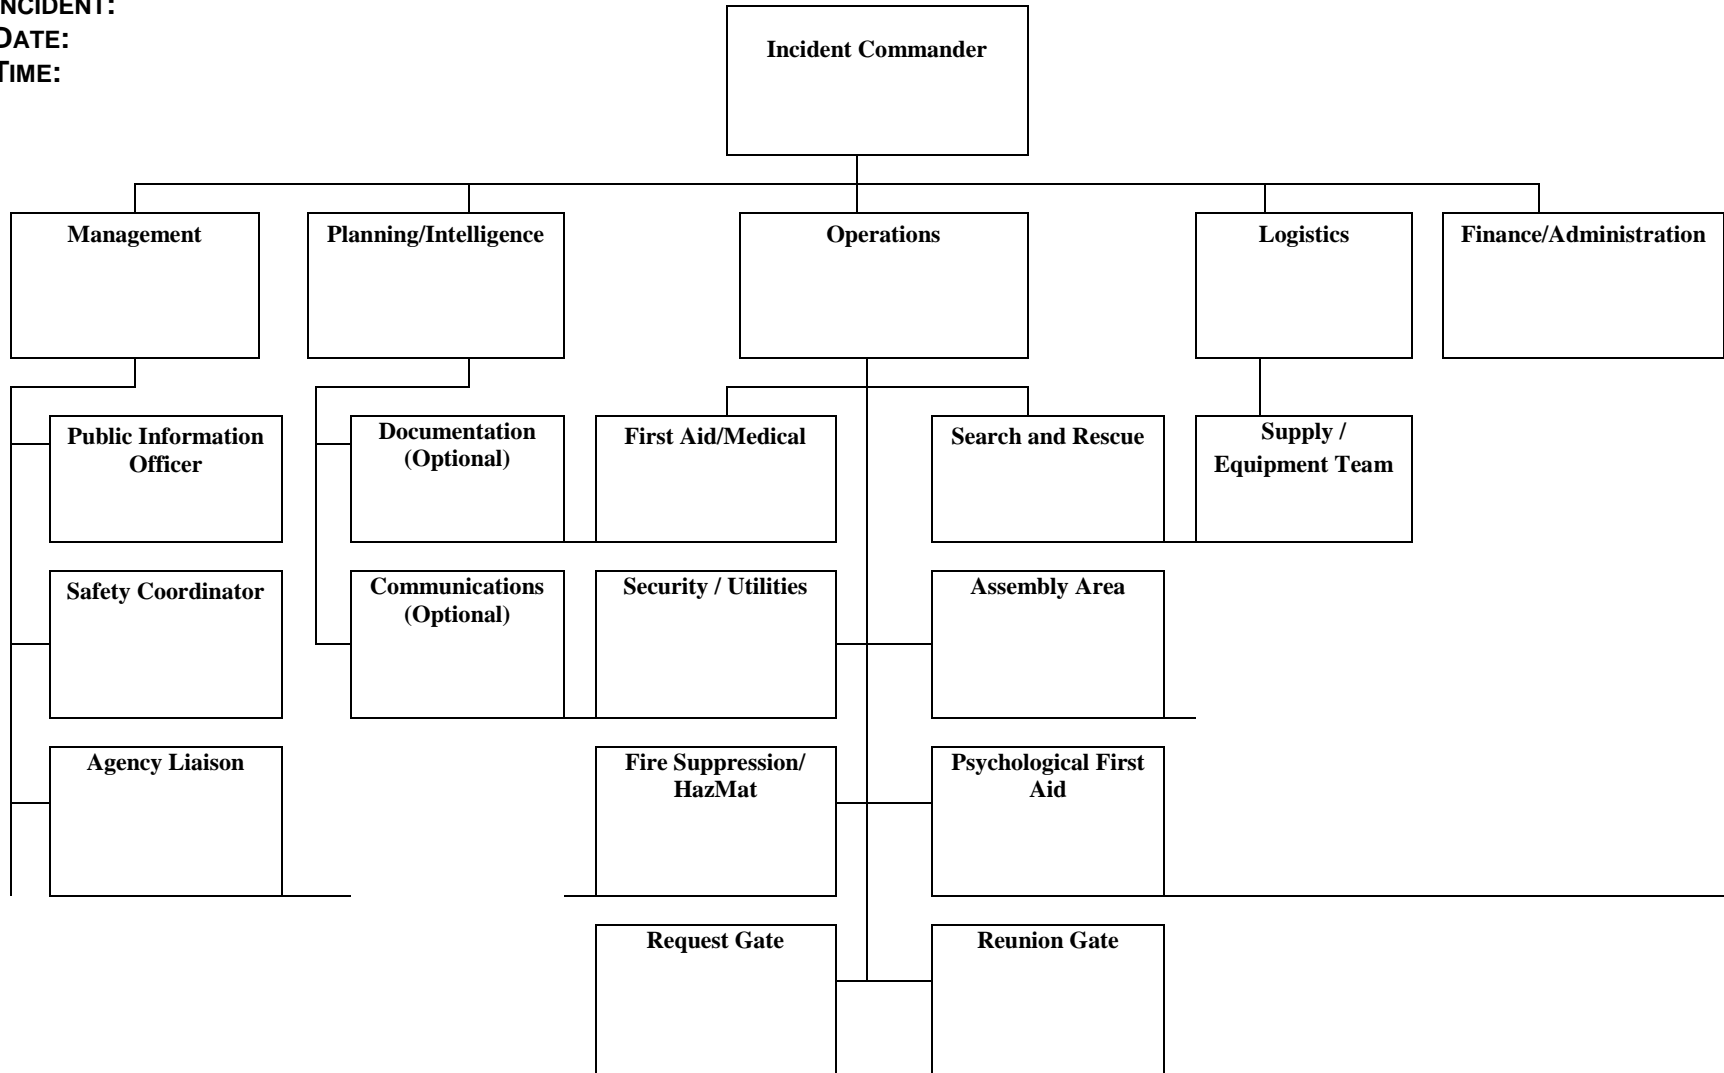 INCIDENT:
DATE:
TIME:
Incident Commander
Management
Planning/Intelligence
Operations
Logistics
Finance/Administration
Public Information
Officer
Documentation
(Optional)
First Aid/Medical
Search and Rescue
Supply /
Equipment Team
Safety Coordinator
Communications
(Optional)
Security / Utilities
Assembly Area
Agency Liaison
Fire Suppression/
HazMat
Psychological First
Aid
Request Gate
Reunion Gate